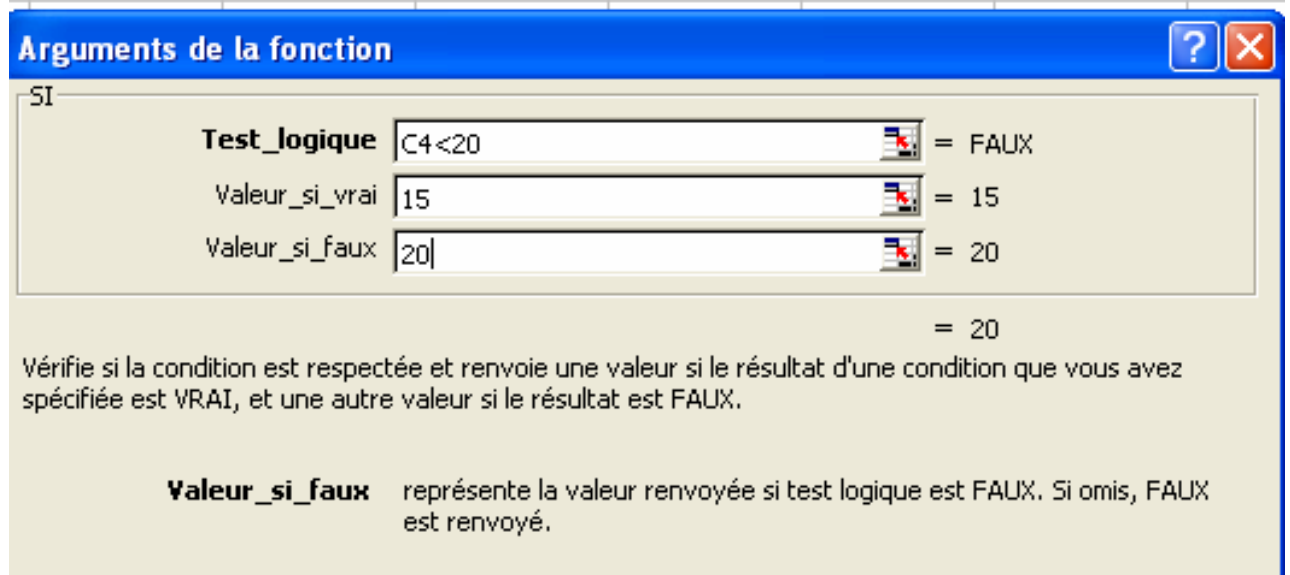 Arguments de la fonction
SI
Test_logique C4<20 = FAUX
Valeur_si_vrai 15 = 15
Valeur_si_faux 20 = 20
= 20
Vérifie si la condition est respectée et renvoie une valeur si le résultat d'une condition que vous avez
spécifiée est VRAI, et une autre valeur si le résultat est FAUX.
Valeur_si_faux représente la valeur renvoyée si test logique est FAUX. Si omis, FAUX
est renvoyé.